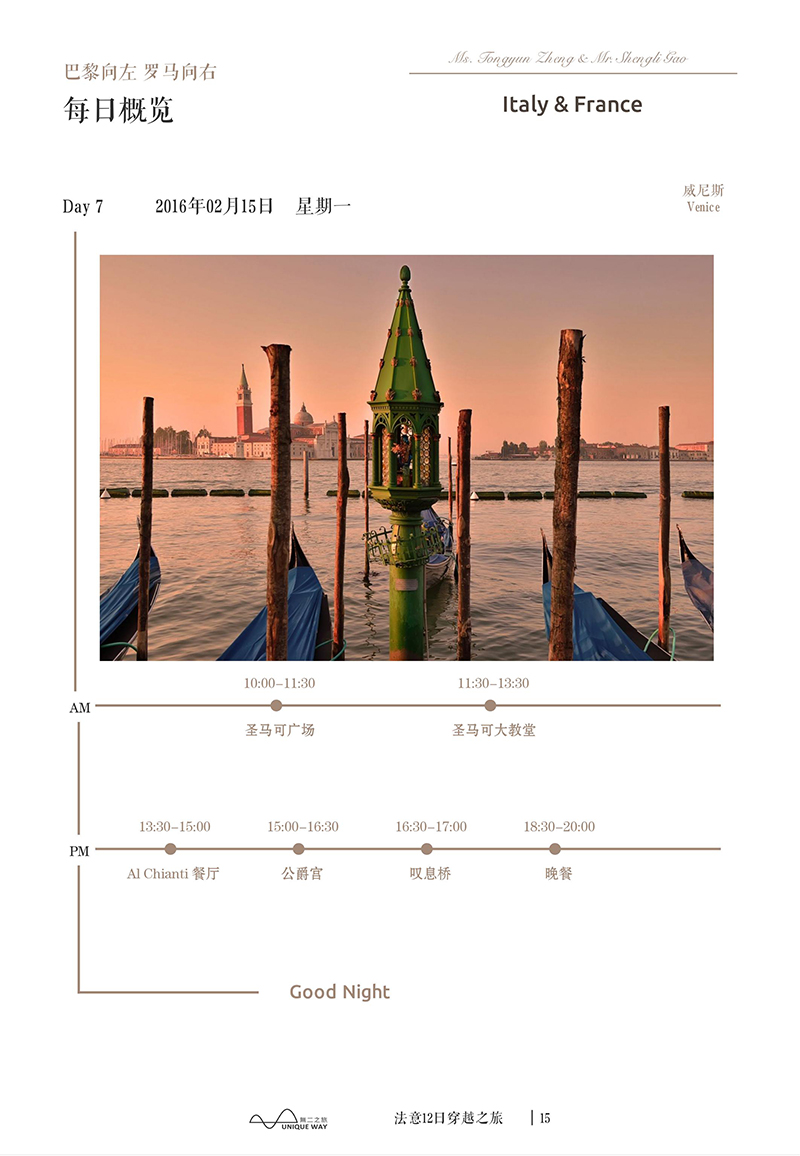 巴黎向左 罗马向右
每日概览
Ms. Tongyun Zheng & Mr. Shengli Gao
Italy & France
Day 7 2016年02月15日 星期一
威尼斯
Venice
10:00–11:30 11:30–13:30
AM
圣马可广场 圣马可大教堂
13:30–15:00 15:00–16:30 16:30–17:00 18:30–20:00
PM
Al Chianti 餐厅 公爵宫 叹息桥 晚餐
Good Night
無二之旅
UNIQUE WAY
法意12日穿越之旅 | 15